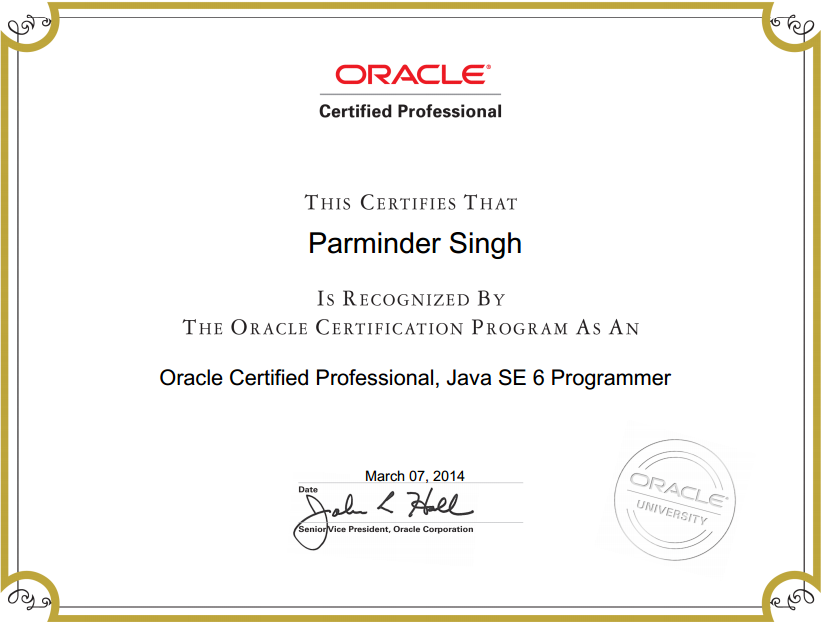 ORACLE®
Certified Professional
THIS CERTIFIES THAT
Parminder Singh
IS RECOGNIZED BY
THE ORACLE CERTIFICATION PROGRAM AS AN
Oracle Certified Professional, Java SE 6 Programmer
March 07, 2014
Date
John L Hall
Senior Vice President, Oracle Corporation
ORACLE®
UNIVERSITY